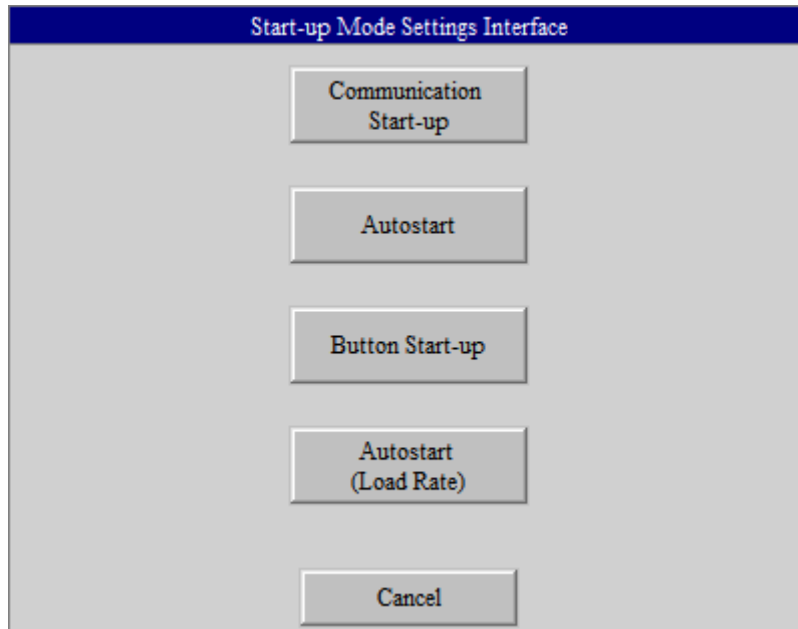 Start-up Mode Settings Interface
Communication
Start-up
Autostart
Button Start-up
Autostart
(Load Rate)
Cancel